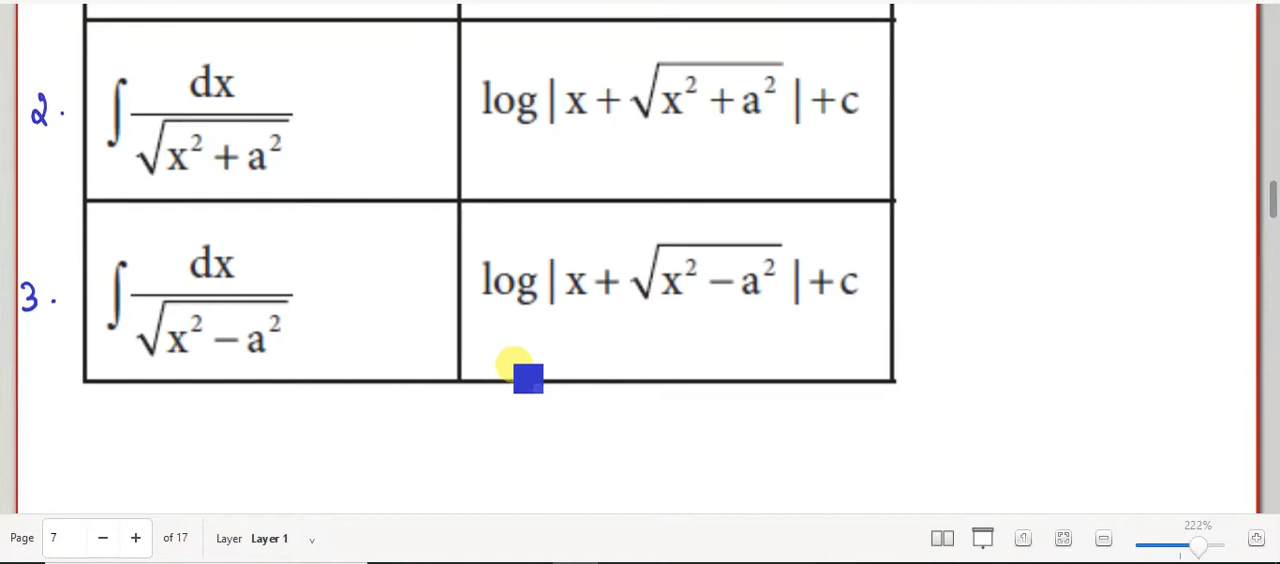 2. ∫ dx / √(x² + a²) log | x + √(x² + a²) | + c
3. ∫ dx / √(x² − a²) log | x + √(x² − a²) | + c
Page 7 − + of 17 Layer Layer 1 222%